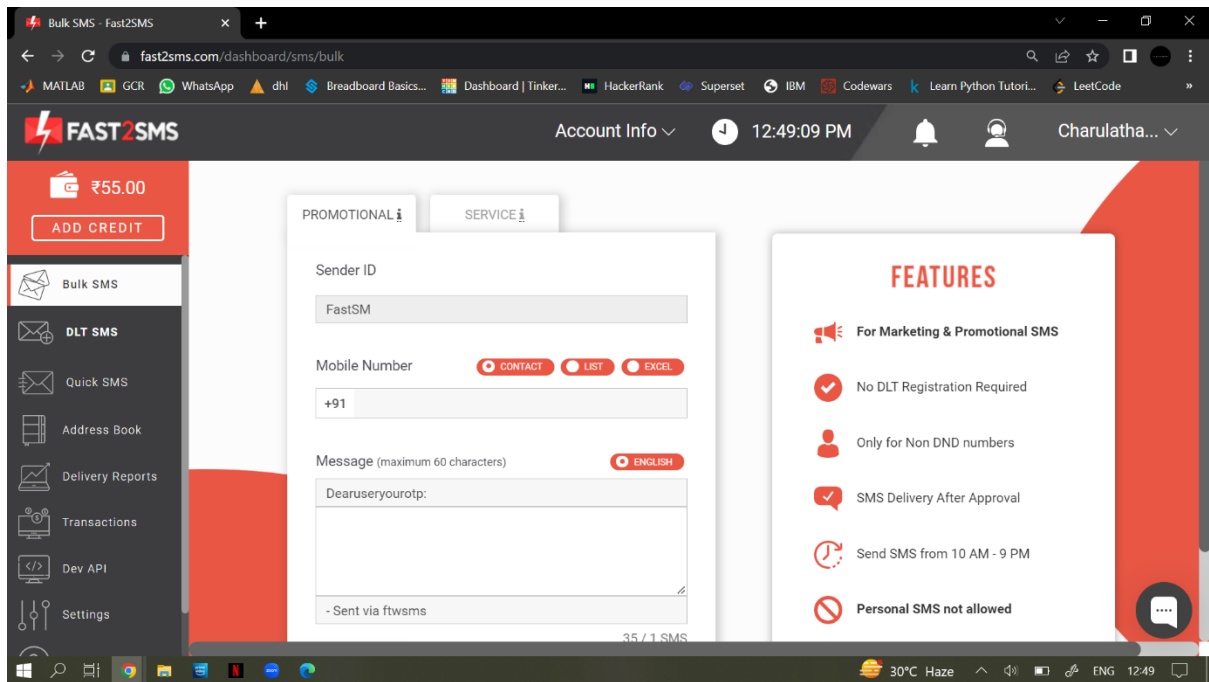 Bulk SMS - Fast2SMS
fast2sms.com/dashboard/sms/bulk
MATLAB GCR WhatsApp dhl Breadboard Basics... Dashboard | Tinker... HackerRank Superset IBM Codewars Learn Python Tutori... LeetCode »
FAST2SMS Account Info 12:49:09 PM Charulatha...
₹55.00
ADD CREDIT
Bulk SMS
DLT SMS
Quick SMS
Address Book
Delivery Reports
Transactions
Dev API
Settings
PROMOTIONAL i SERVICE i
Sender ID
FastSM
Mobile Number CONTACT LIST EXCEL
+91
Message (maximum 60 characters) ENGLISH
Dearuseryourotp:
- Sent via ftwsms
35 / 1 SMS
FEATURES
For Marketing & Promotional SMS
No DLT Registration Required
Only for Non DND numbers
SMS Delivery After Approval
Send SMS from 10 AM - 9 PM
Personal SMS not allowed
30°C Haze ENG 12:49